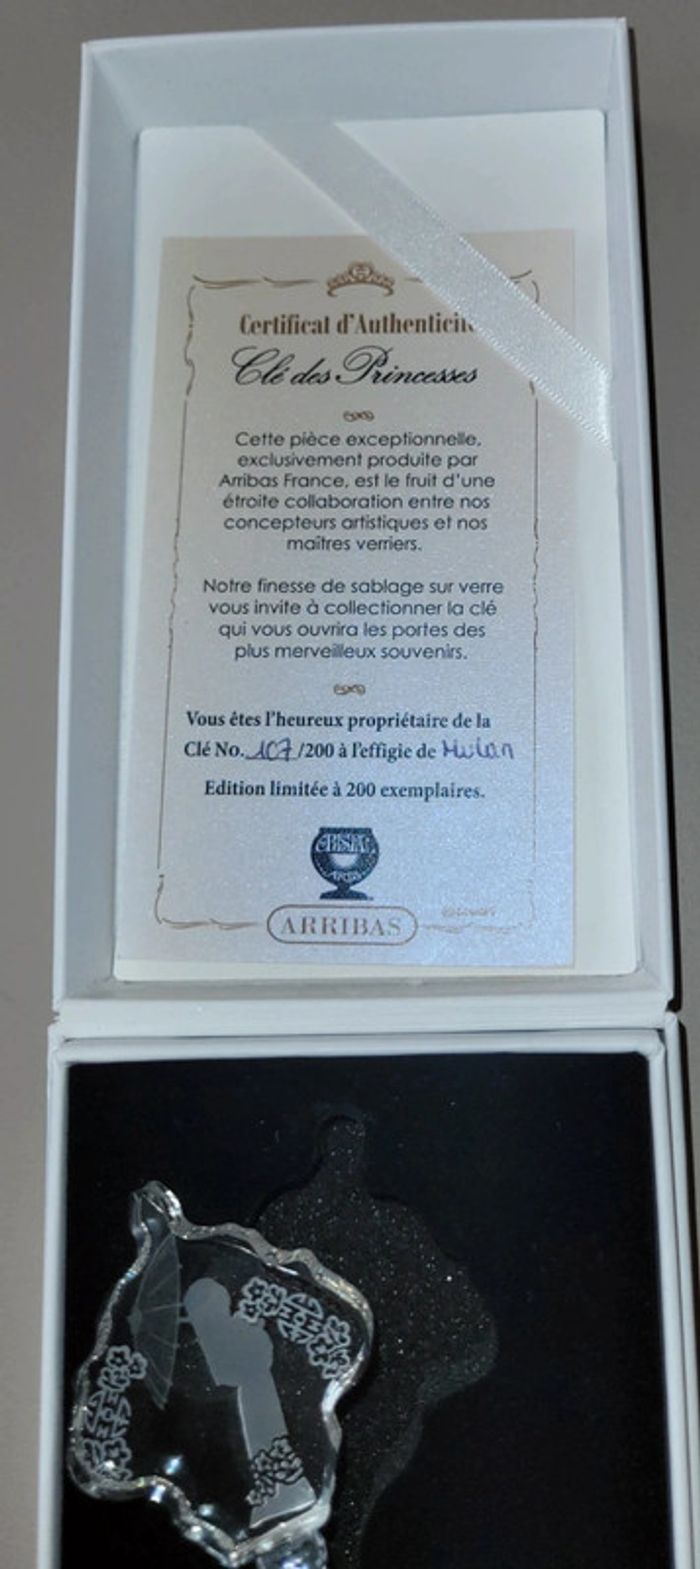 Certificat d'Authenticité
Clé des Princesses
Cette pièce exceptionnelle,
exclusivement produite par
Arribas France, est le fruit d'une
étroite collaboration entre nos
concepteurs artistiques et nos
maîtres verriers.
Notre finesse de sablage sur verre
vous invite à collectionner la clé
qui vous ouvrira les portes des
plus merveilleux souvenirs.
Vous êtes l'heureux propriétaire de la
Clé No. 107 /200 à l'effigie de Mulan
Edition limitée à 200 exemplaires.
CRISTAL
ARRIBAS